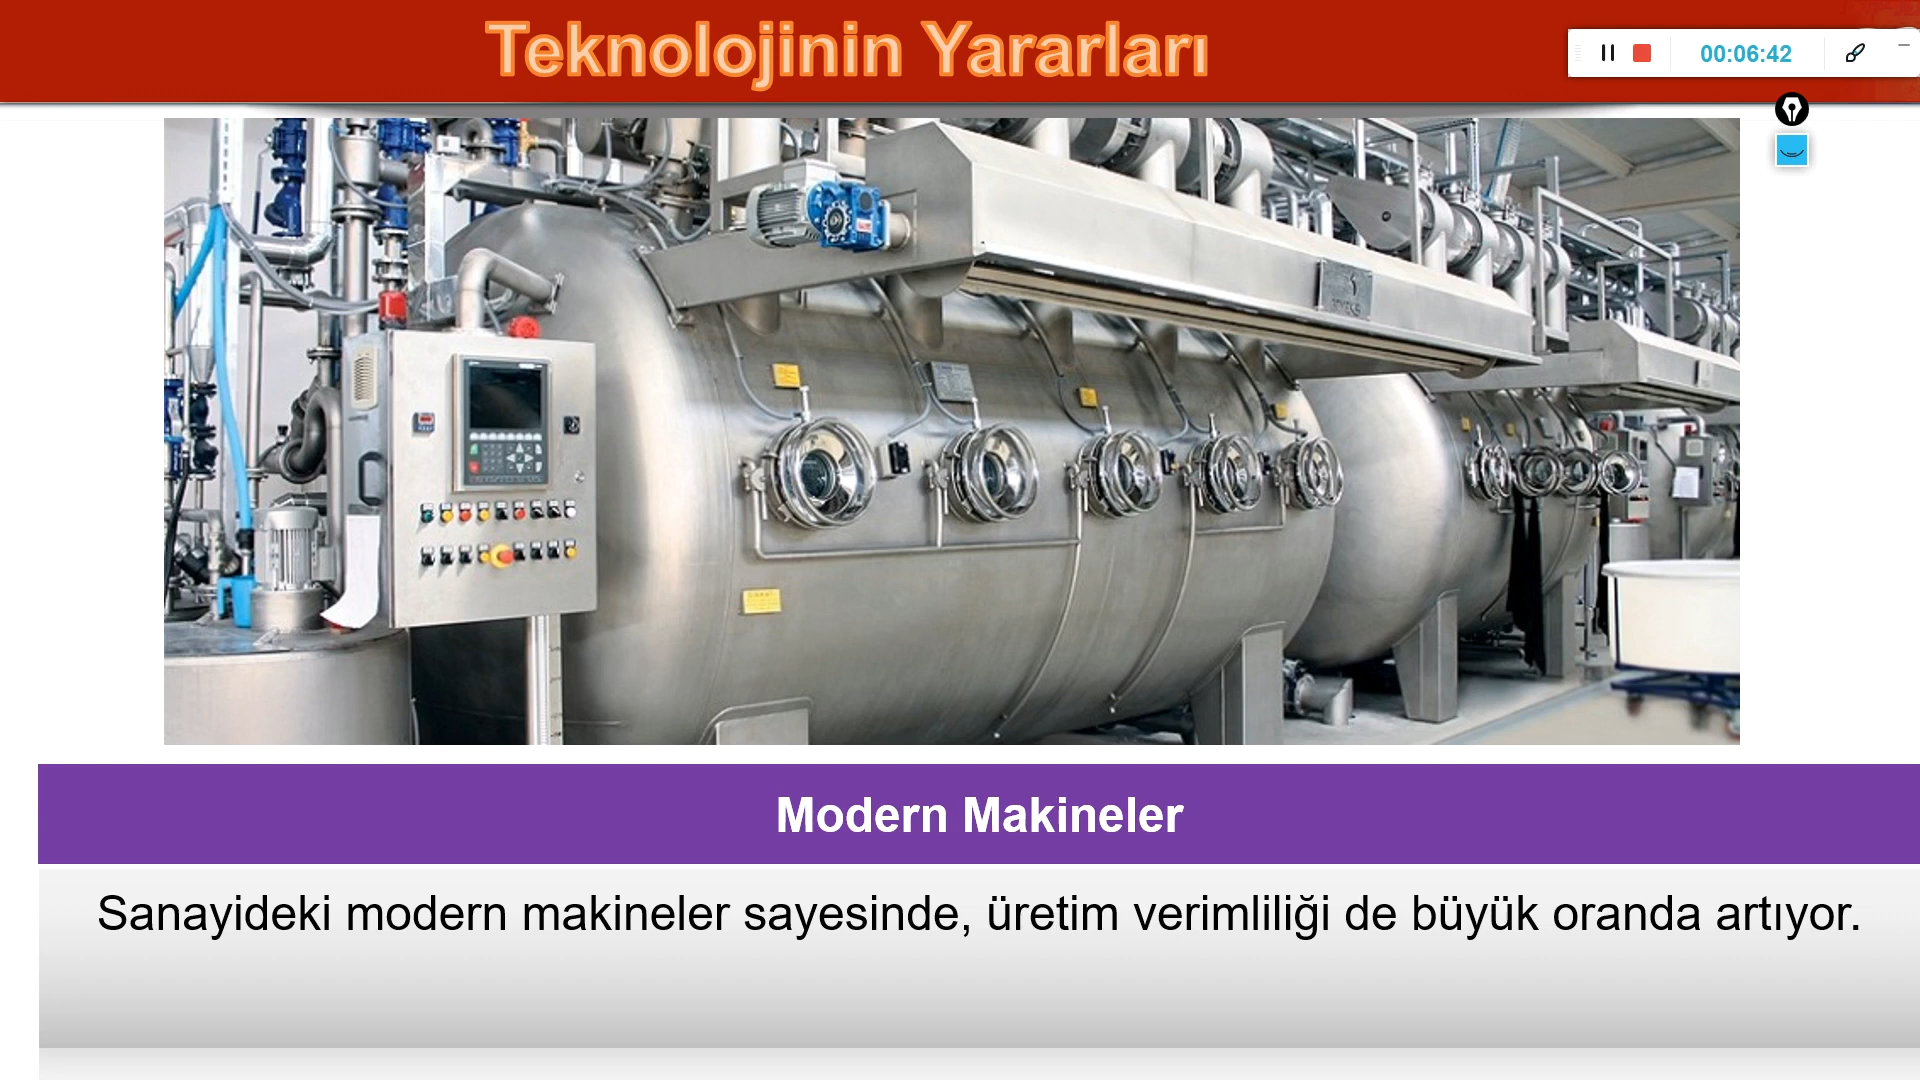 Teknolojinin Yararları
00:06:42
Modern Makineler
Sanayideki modern makineler sayesinde, üretim verimliliği de büyük oranda artıyor.